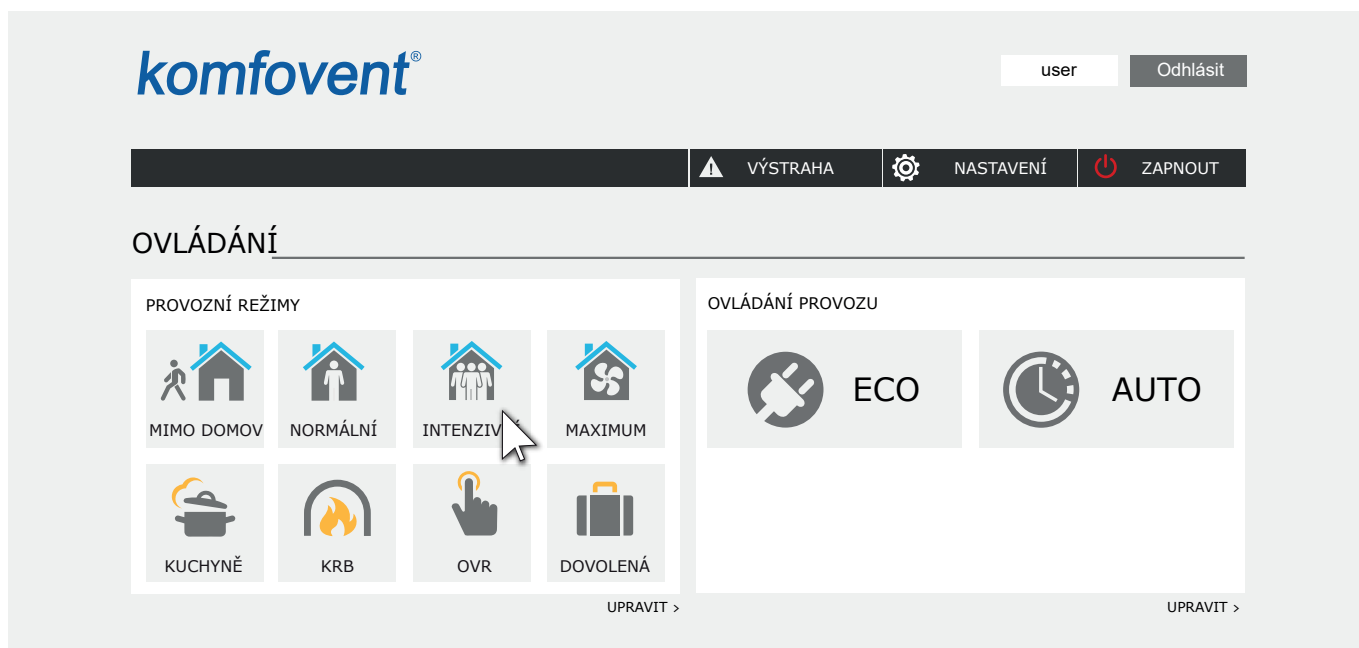 komfovent®
user Odhlásit
VÝSTRAHA NASTAVENÍ ZAPNOUT
OVLÁDÁNÍ
PROVOZNÍ REŽIMY
MIMO DOMOV NORMÁLNÍ MAXIMUM
KUCHYNĚ KRB OVR DOVOLENÁ
UPRAVIT >
OVLÁDÁNÍ PROVOZU
ECO AUTO
UPRAVIT >